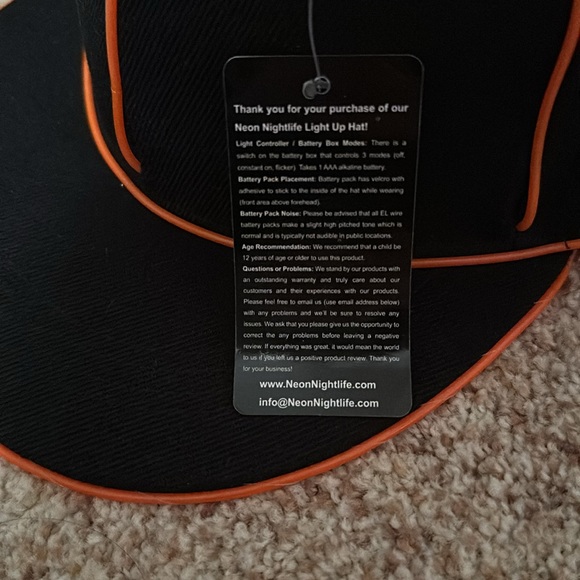 Thank you for your purchase of our
Neon Nightlife Light Up Hat!
Light Controller / Battery Box Modes: There is a
switch on the battery box that controls 3 modes (off,
constant on, flicker). Takes 1 AAA alkaline battery.
Battery Pack Placement: Battery pack has velcro with
adhesive to stick to the inside of the hat while wearing
(front area above forehead).
Battery Pack Noise: Please be advised that all EL wire
battery packs make a slight high pitched tone which is
normal and is typically not audible in public locations.
Age Recommendation: We recommend that a child be
12 years of age or older to use this product.
Questions or Problems: We stand by our products with
an outstanding warranty and truly care about our
customers and their experiences with our products.
Please feel free to email us (use email address below)
with any problems and we'll be sure to resolve any
issues. We ask that you please give us the opportunity to
correct the any problems before leaving a negative
review. If everything was great, it would mean the world
to us if you left us a positive product review. Thank you
for your business!
www.NeonNightlife.com
info@NeonNightlife.com